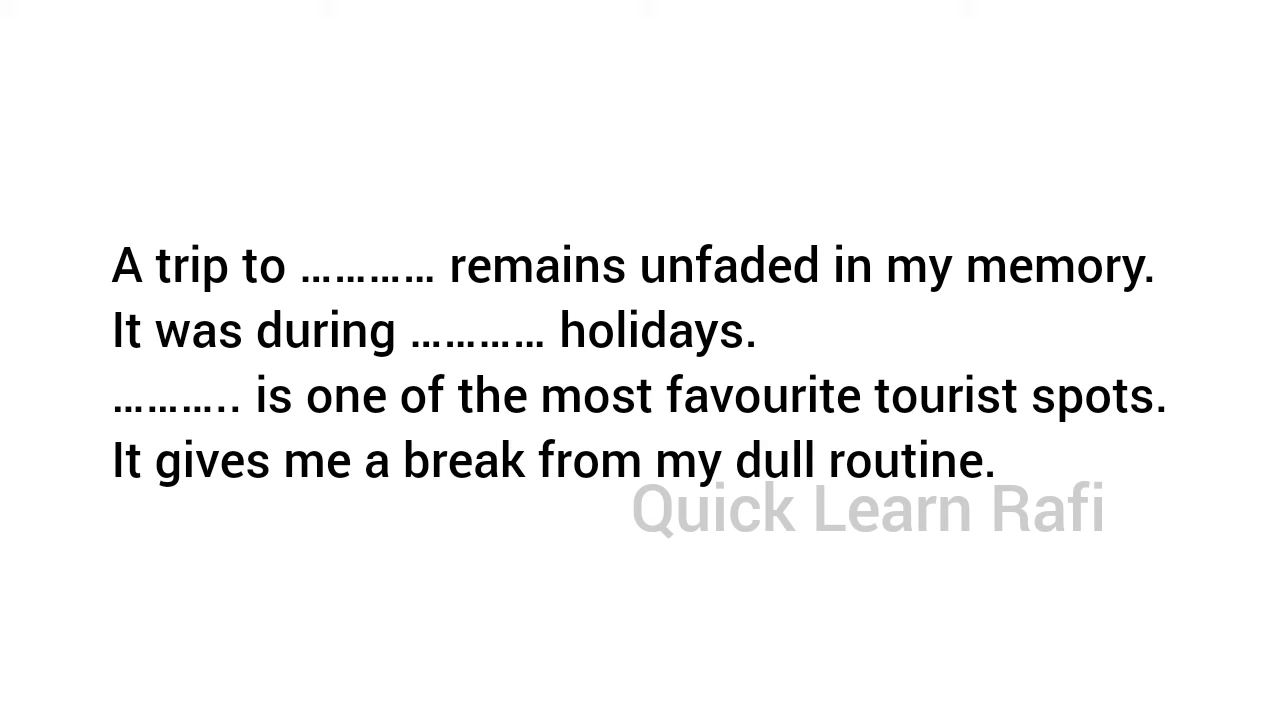 A trip to ………… remains unfaded in my memory.
It was during ………… holidays.
……….. is one of the most favourite tourist spots.
It gives me a break from my dull routine.
Quick Learn Rafi